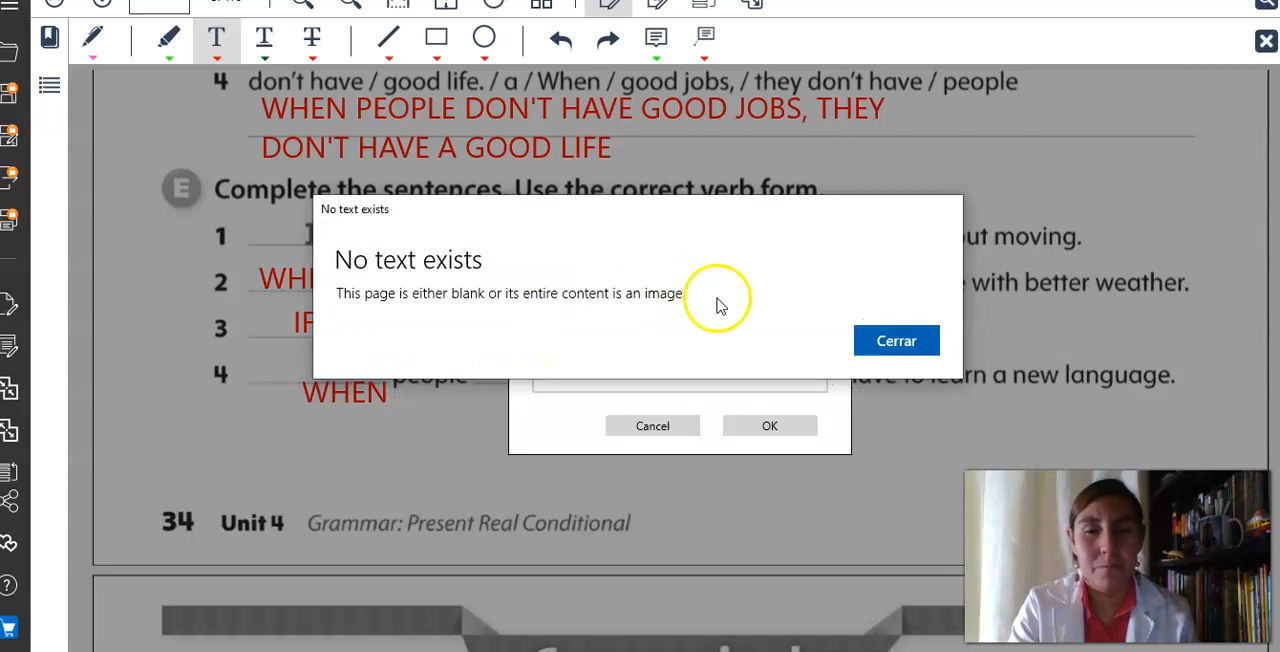 4 don't have / good life. / a / When / good jobs, / they don't have / people
WHEN PEOPLE DON'T HAVE GOOD JOBS, THEY
DON'T HAVE A GOOD LIFE
E Complete the sentences. Use the correct verb form.
No text exists
1 out moving.
No text exists
2 WHE with better weather.
This page is either blank or its entire content is an image
3 IF
Cerrar
4 people have to learn a new language.
WHEN
Cancel OK
34 Unit 4 Grammar: Present Real Conditional